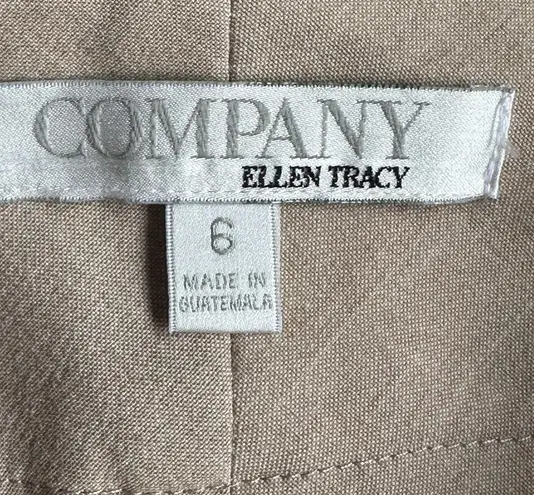 COMPANY
ELLEN TRACY
6
MADE IN
GUATEMALA